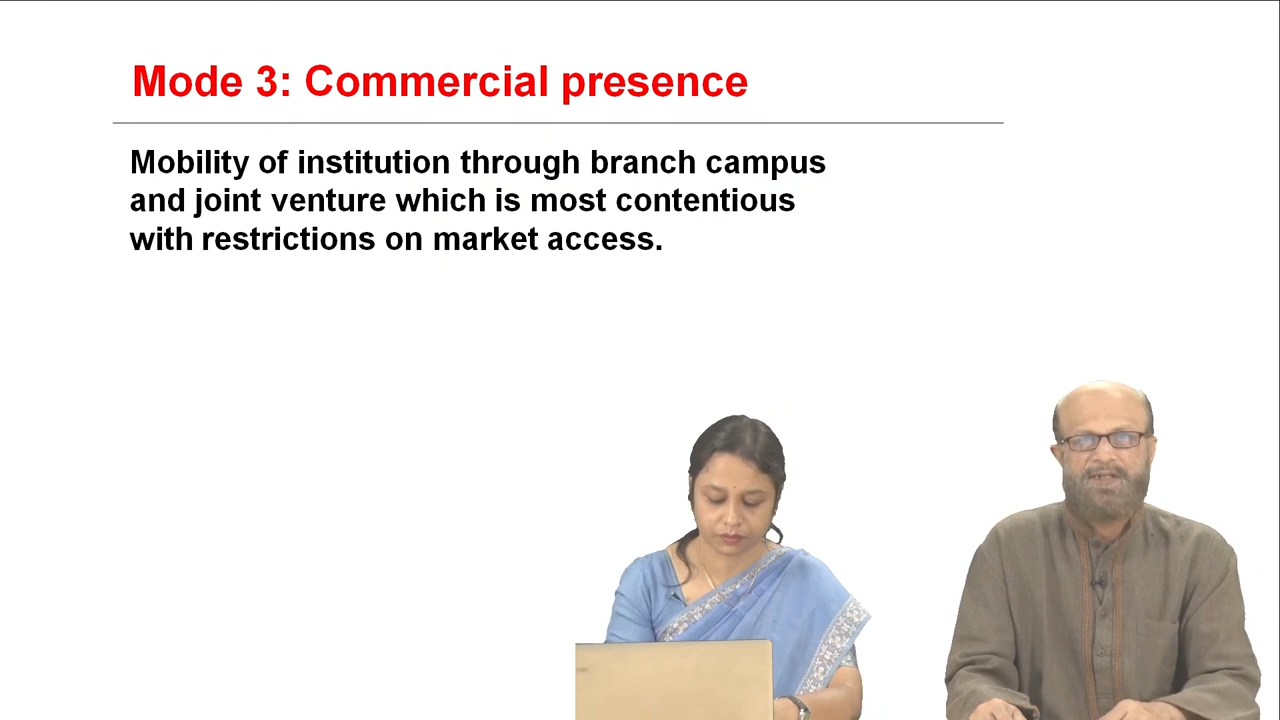 Mode 3: Commercial presence
Mobility of institution through branch campus
and joint venture which is most contentious
with restrictions on market access.